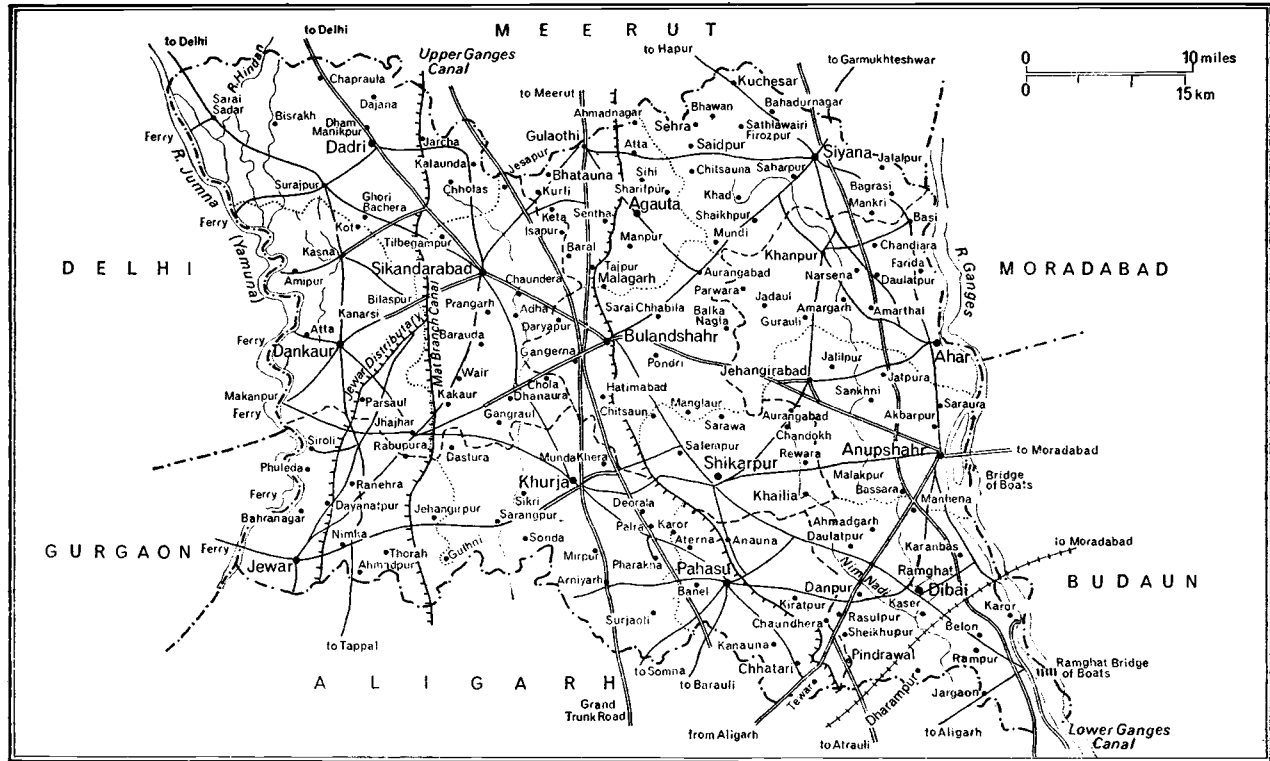 M E E R U T
to Delhi
to Delhi
R. Hindan
Upper Ganges
Canal
to Hapur
to Garmukhteshwar
0 10 miles
0 15 km
Chapraula
Dajana
Sarai
Sadar
Bisrakh
Dham
Manikpur
Dadri
Jarcha
Kalaunda
Jesapur
to Meerut
Ahmadnagar
Gulaothi
Atta
Kuchesar
Bhawan
Bahadurnagar
Sehra
Sathlawairi
Firozpur
Saidpur
Siyana
Jalalpur
Ferry
R. Jumna
(Yamuna)
Surajpur
Ghori
Bachera
Chholas
Bhatauna
Kurli
Sihi
Sharifpur
Chitsauna
Saharpur
Bagrasi
Mankri
Khad
Agauta
Shaikhpur
Basi
Ferry
Kot
Keta
Isapur
Sentha
Manpur
Mundi
Khanpur
Chandiara
Farida
R. Ganges
Kasna
Tilbegampur
Baral
D E L H I
MORADABAD
Sikandarabad
Chaundera
Tajpur
Malagarh
Aurangabad
Narsena
Daulatpur
Amipur
Bilaspur
Prangarh
Parwara
Jadaul
Amargarh
Amarthal
Kanarsi
Adha
Daryapur
Sarai Chhabila
Balka
Nagla
Gurauli
Atta
Ferry
Dankaur
Jewar Distributary
Mat Branch Canal
Barauda
Gangerna
Bulandshahr
Pondri
Jehangirabad
Jalilpur
Ahar
Wair
Chola
Hatimabad
Sankhni
Jatpura
Makanpur
Ferry
Parsaul
Kakaur
Dhanaura
Gangraul
Chitsaun
Manglaur
Aurangabad
Chandokh
Akbarpur
Saraura
Jhajhar
Sarawa
Siroli
Rabupura
Dastura
Munda Khera
Salempur
Rewara
Anupshahr
to Moradabad
Phuleda
Shikarpur
Malakpur
Bassara
Bridge
of Boats
Khurja
Ranehra
Khailia
Manhena
Ferry
Bahranagar
Dayanatpur
Jehangirpur
Sikri
Sarangpur
Deorala
Palra
Karor
Ahmadgarh
Daulatpur
GURGAON
Ferry
Nimka
Thorah
Guthni
Sonda
Aterna
Anauna
Karanbas
to Moradabad
Jewar
Ahmadpur
Mirpur
Pharakna
Pahasu
Nim Nadi
Ramghat
BUDAUN
Arniyarh
Banel
Danpur
Dibai
Kiratpur
Kaser
Karor
Surjaoti
Chaundhera
Rasulpur
Sheikhupur
Belon
to Tappal
Kanauna
Pindrawal
Rampur
Ramghat Bridge
of Boats
to Somna
Chhatari
A L I G A R H
to Barauli
Tewar
Dharampur
Jargaon
Grand
Trunk Road
from Aligarh
to Atrauli
to Aligarh
Lower Ganges
Canal